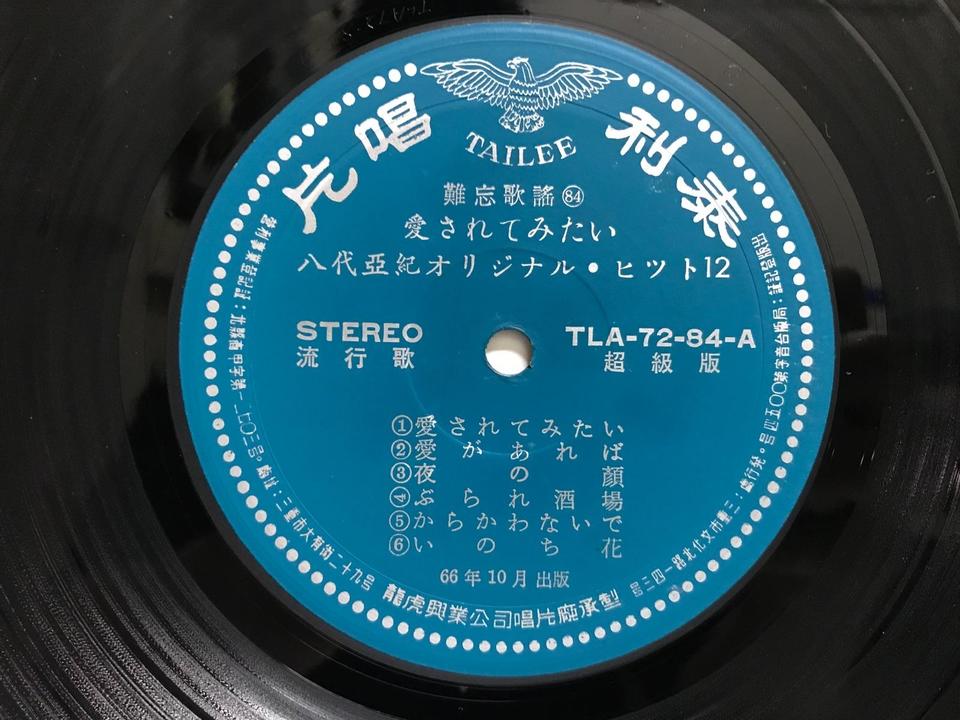 泰利唱片
TAILEE
難忘歌謠84
愛されてみたい
八代亞紀オリジナル・ヒツト12
STEREO
流行歌
TLA-72-84-A
超級版
①愛されてみたい
②愛があれば
③夜の顔
④ぶられ酒場
⑤からかわないで
⑥いのち花
66年10月出版
龍虎興業公司唱片廠承製